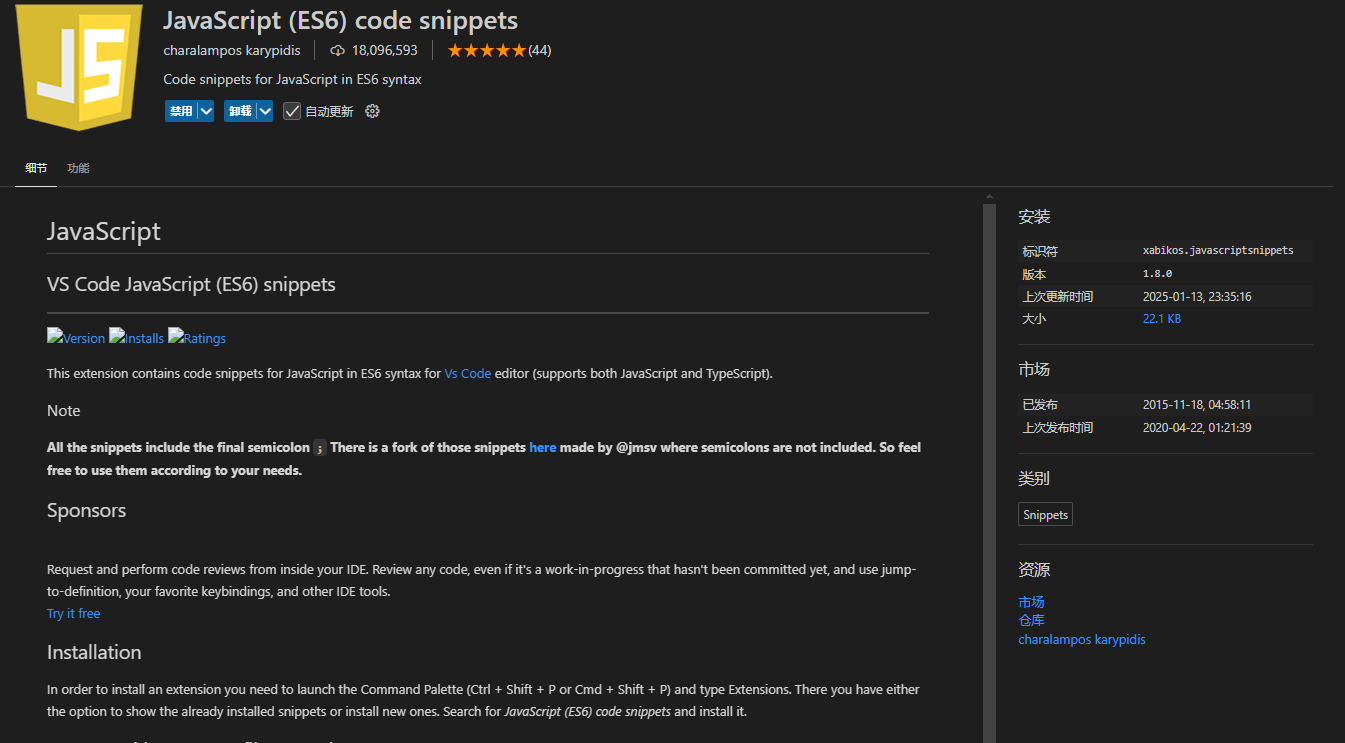 JS
JavaScript (ES6) code snippets
charalampos karypidis 18,096,593 (44)
Code snippets for JavaScript in ES6 syntax
禁用 卸载 自动更新
细节 功能
JavaScript
VS Code JavaScript (ES6) snippets
Version Installs Ratings
This extension contains code snippets for JavaScript in ES6 syntax for Vs Code editor (supports both JavaScript and TypeScript).
Note
All the snippets include the final semicolon ; There is a fork of those snippets here made by @jmsv where semicolons are not included. So feel
free to use them according to your needs.
Sponsors
Request and perform code reviews from inside your IDE. Review any code, even if it's a work-in-progress that hasn't been committed yet, and use jump-
to-definition, your favorite keybindings, and other IDE tools.
Try it free
Installation
In order to install an extension you need to launch the Command Palette (Ctrl + Shift + P or Cmd + Shift + P) and type Extensions. There you have either
the option to show the already installed snippets or install new ones. Search for JavaScript (ES6) code snippets and install it.
安装
标识符 xabikos.javascriptsnippets
版本 1.8.0
上次更新时间 2025-01-13, 23:35:16
大小 22.1 KB
市场
已发布 2015-11-18, 04:58:11
上次发布时间 2020-04-22, 01:21:39
类别
Snippets
资源
市场
仓库
charalampos karypidis